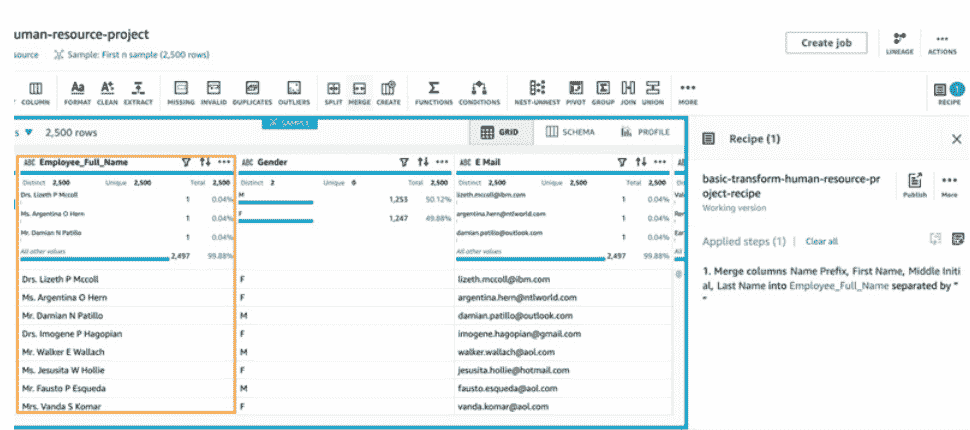 uman-resource-project
source Sample: First n sample (2,500 rows)
Create job
LINEAGE
ACTIONS
COLUMN FORMAT CLEAN EXTRACT MISSING INVALID DUPLICATES OUTLIERS SPLIT MERGE CREATE FUNCTIONS CONDITIONS NEST-UNNEST PIVOT GROUP JOIN UNION MORE
1
RECIPE
s 2,500 rows
SAMPLE
GRID SCHEMA PROFILE
ABC Employee_Full_Name ABC Gender ABC E Mail
Distinct 2,500 Unique 2,500 Total 2,500 Distinct 2 Unique 0 Total 2,500 Distinct 2,500 Unique 2,500 Total 2,500
Drs. Lizeth P Mccoll 1 0.04% M 1,253 50.12% lizeth.mccoll@ibm.com 1 0.04%
Ms. Argentina O Hern 1 0.04% F 1,247 49.88% argentina.hern@ntlworld.com 1 0.04%
Mr. Damian N Patillo 1 0.04% damian.patillo@outlook.com 1 0.04%
All other values 2,497 99.88% All other values 2,497 99.88%
Drs. Lizeth P Mccoll F lizeth.mccoll@ibm.com
Ms. Argentina O Hern F argentina.hern@ntlworld.com
Mr. Damian N Patillo M damian.patillo@outlook.com
Drs. Imogene P Hagopian F imogene.hagopian@gmail.com
Mr. Walker E Wallach M walker.wallach@aol.com
Ms. Jesusita W Hollie F jesusita.hollie@hotmail.com
Mr. Fausto P Esqueda M fausto.esqueda@aol.com
Mrs. Vanda S Komar F vanda.komar@aol.com
Recipe (1)
basic-transform-human-resource-pr
oject-recipe
Working version
Publish More
Applied steps (1) Clear all
1. Merge columns Name Prefix, First Name, Middle Initi
al, Last Name into Employee_Full_Name separated by "
"